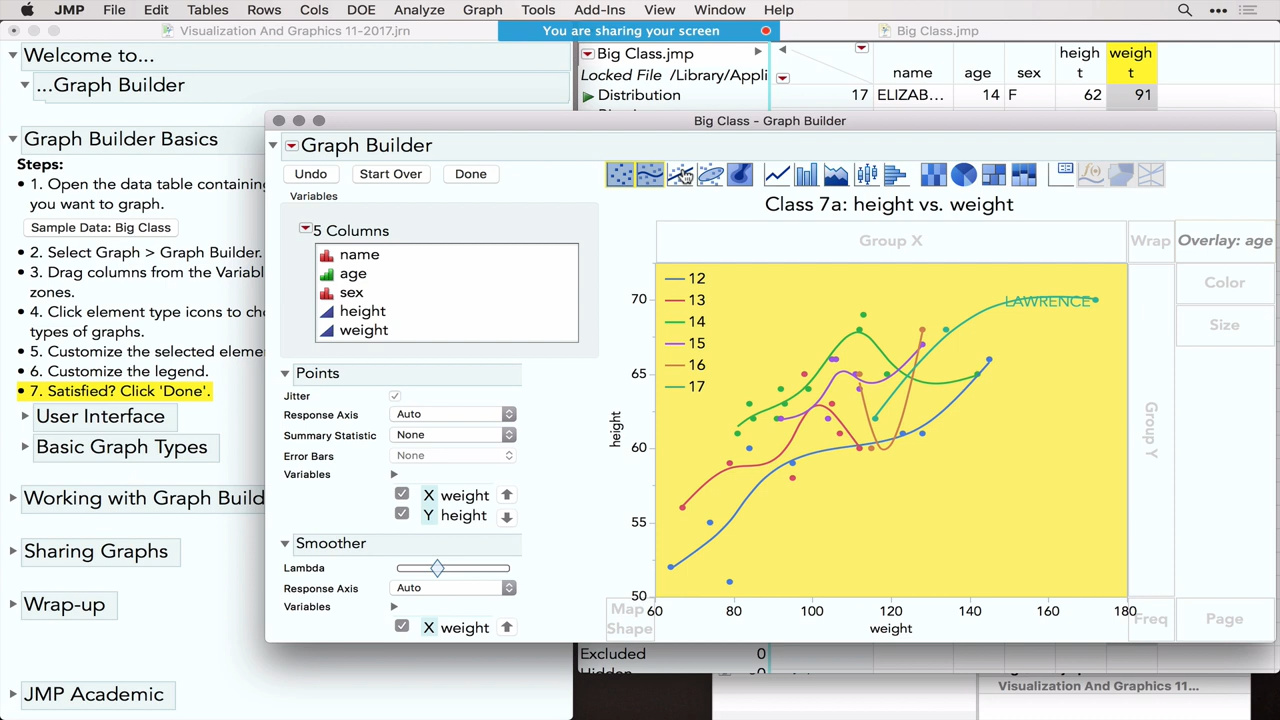 JMP File Edit Tables Rows Cols DOE Analyze Graph Tools Add-Ins View Window Help
Visualization And Graphics 11-2017.jrn
You are sharing your screen
Big Class.jmp
Welcome to...
...Graph Builder
Graph Builder Basics
Steps:
• 1. Open the data table containing
you want to graph.
Sample Data: Big Class
• 2. Select Graph > Graph Builder.
• 3. Drag columns from the Variabl
zones.
• 4. Click element type icons to ch
types of graphs.
• 5. Customize the selected elemen
• 6. Customize the legend.
• 7. Satisfied? Click 'Done'.
User Interface
Basic Graph Types
Working with Graph Build
Sharing Graphs
Wrap-up
JMP Academic
Big Class.jmp
Locked File /Library/Appli
Distribution
heigh weigh
name age sex t t
17 ELIZAB... 14 F 62 91
Big Class - Graph Builder
Graph Builder
Undo Start Over Done
Variables
5 Columns
name
age
sex
height
weight
Points
Jitter
Response Axis Auto
Summary Statistic None
Error Bars None
Variables
X weight
Y height
Smoother
Lambda
Response Axis Auto
Variables
X weight
Class 7a: height vs. weight
Group X Wrap Overlay: age
Color
Size
Group Y
12
13
14
15
16
17
LAWRENCE
70
65
60
55
50
height
60 80 100 120 140 160 180
weight
Map
Shape
Freq Page
Excluded 0
Hidden
Visualization And Graphics 11...